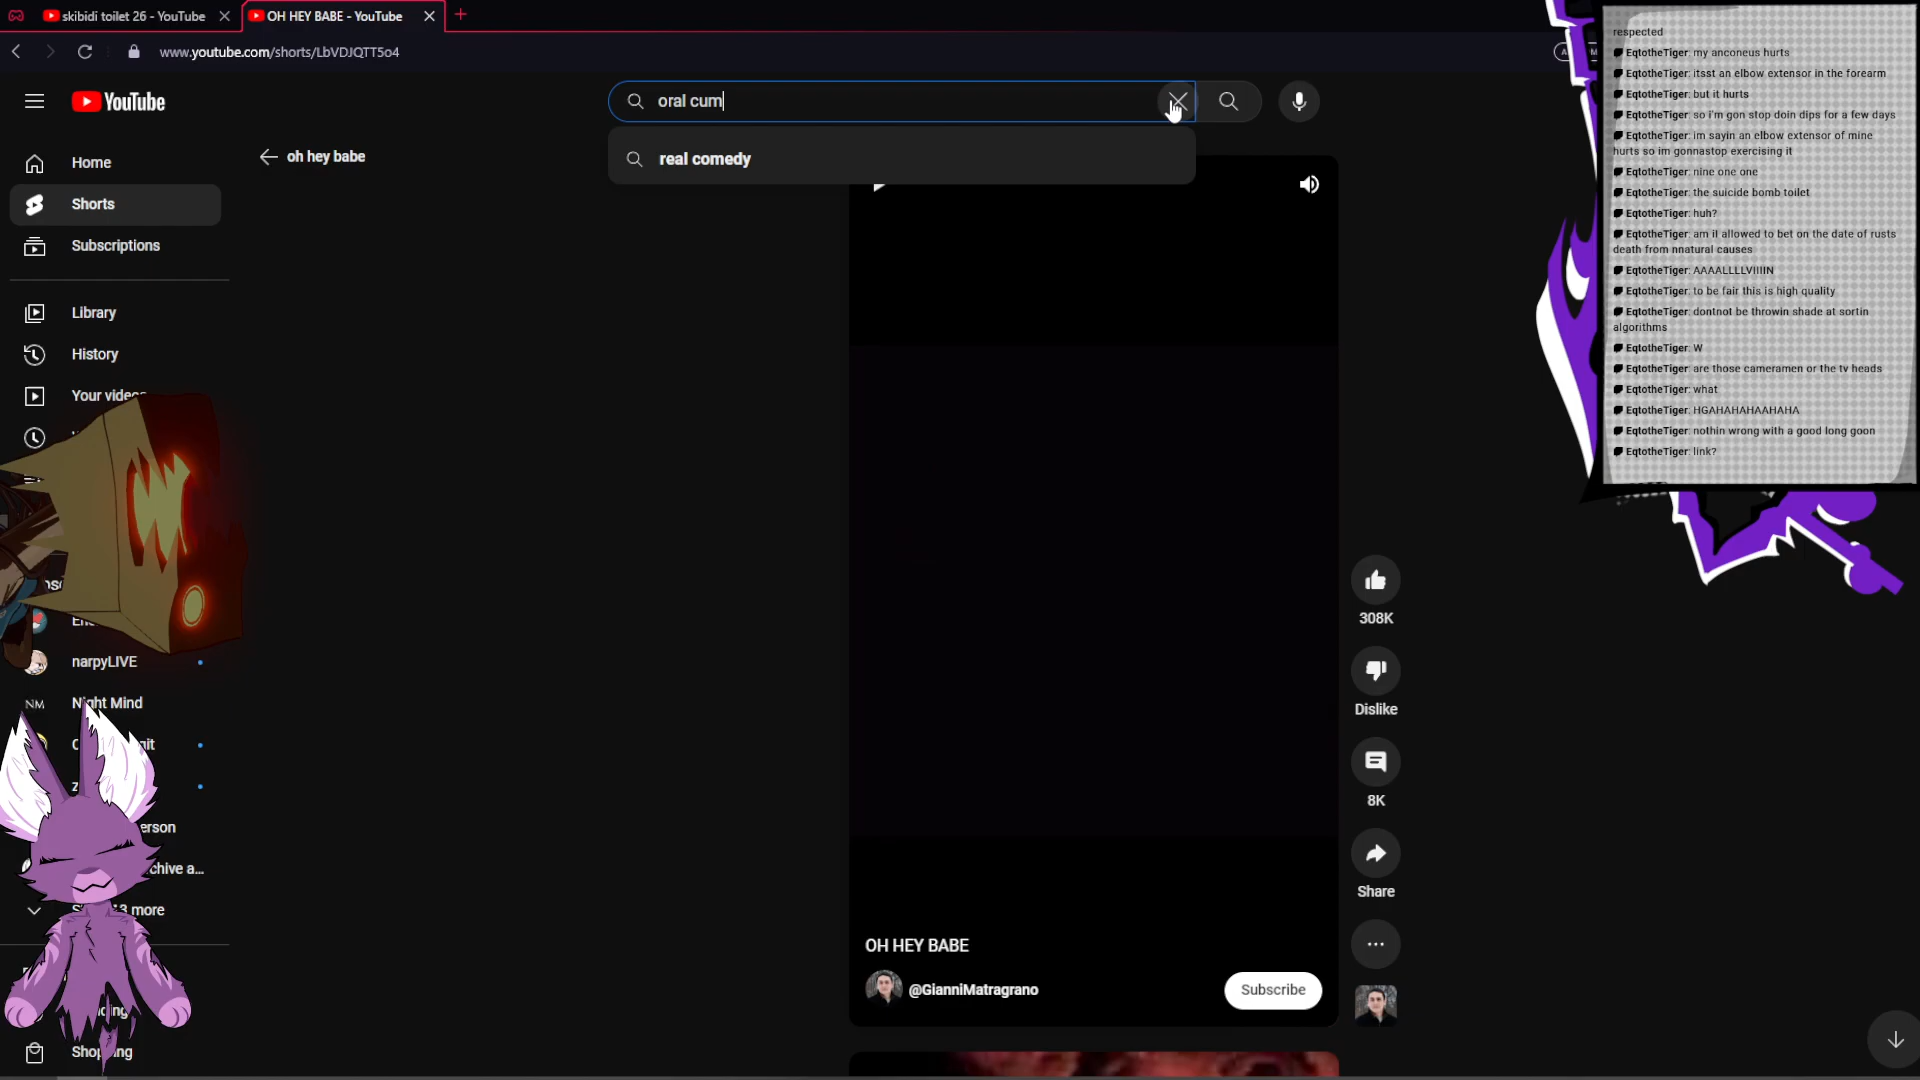 skibidi toilet 26 - YouTube
OH HEY BABE - YouTube
www.youtube.com/shorts/LbVDJQTT5o4
YouTube
oral cum
real comedy
oh hey babe
Home
Shorts
Subscriptions
Library
History
Your videos
narpyLIVE
NM
Night Mind
erson
chive a...
3 more
W
308K
Dislike
8K
Share
OH HEY BABE
@GianniMatragrano
Subscribe
respected
EqtotheTiger: my anconeus hurts
EqtotheTiger: itsst an elbow extensor in the forearm
EqtotheTiger: but it hurts
EqtotheTiger: so i'm gon stop doin dips for a few days
EqtotheTiger: im sayin an elbow extensor of mine
hurts so im gonnastop exercising it
EqtotheTiger: nine one one
EqtotheTiger: the suicide bomb toilet
EqtotheTiger: huh?
EqtotheTiger: am iI allowed to bet on the date of rusts
death from nnatural causes
EqtotheTiger: AAAALLLLVIIIIN
EqtotheTiger: to be fair this is high quality
EqtotheTiger: dontnot be throwin shade at sortin
algorithms
EqtotheTiger: W
EqtotheTiger: are those cameramen or the tv heads
EqtotheTiger: what
EqtotheTiger: HGAHAHAHAAHAHA
EqtotheTiger: nothin wrong with a good long goon
EqtotheTiger: link?